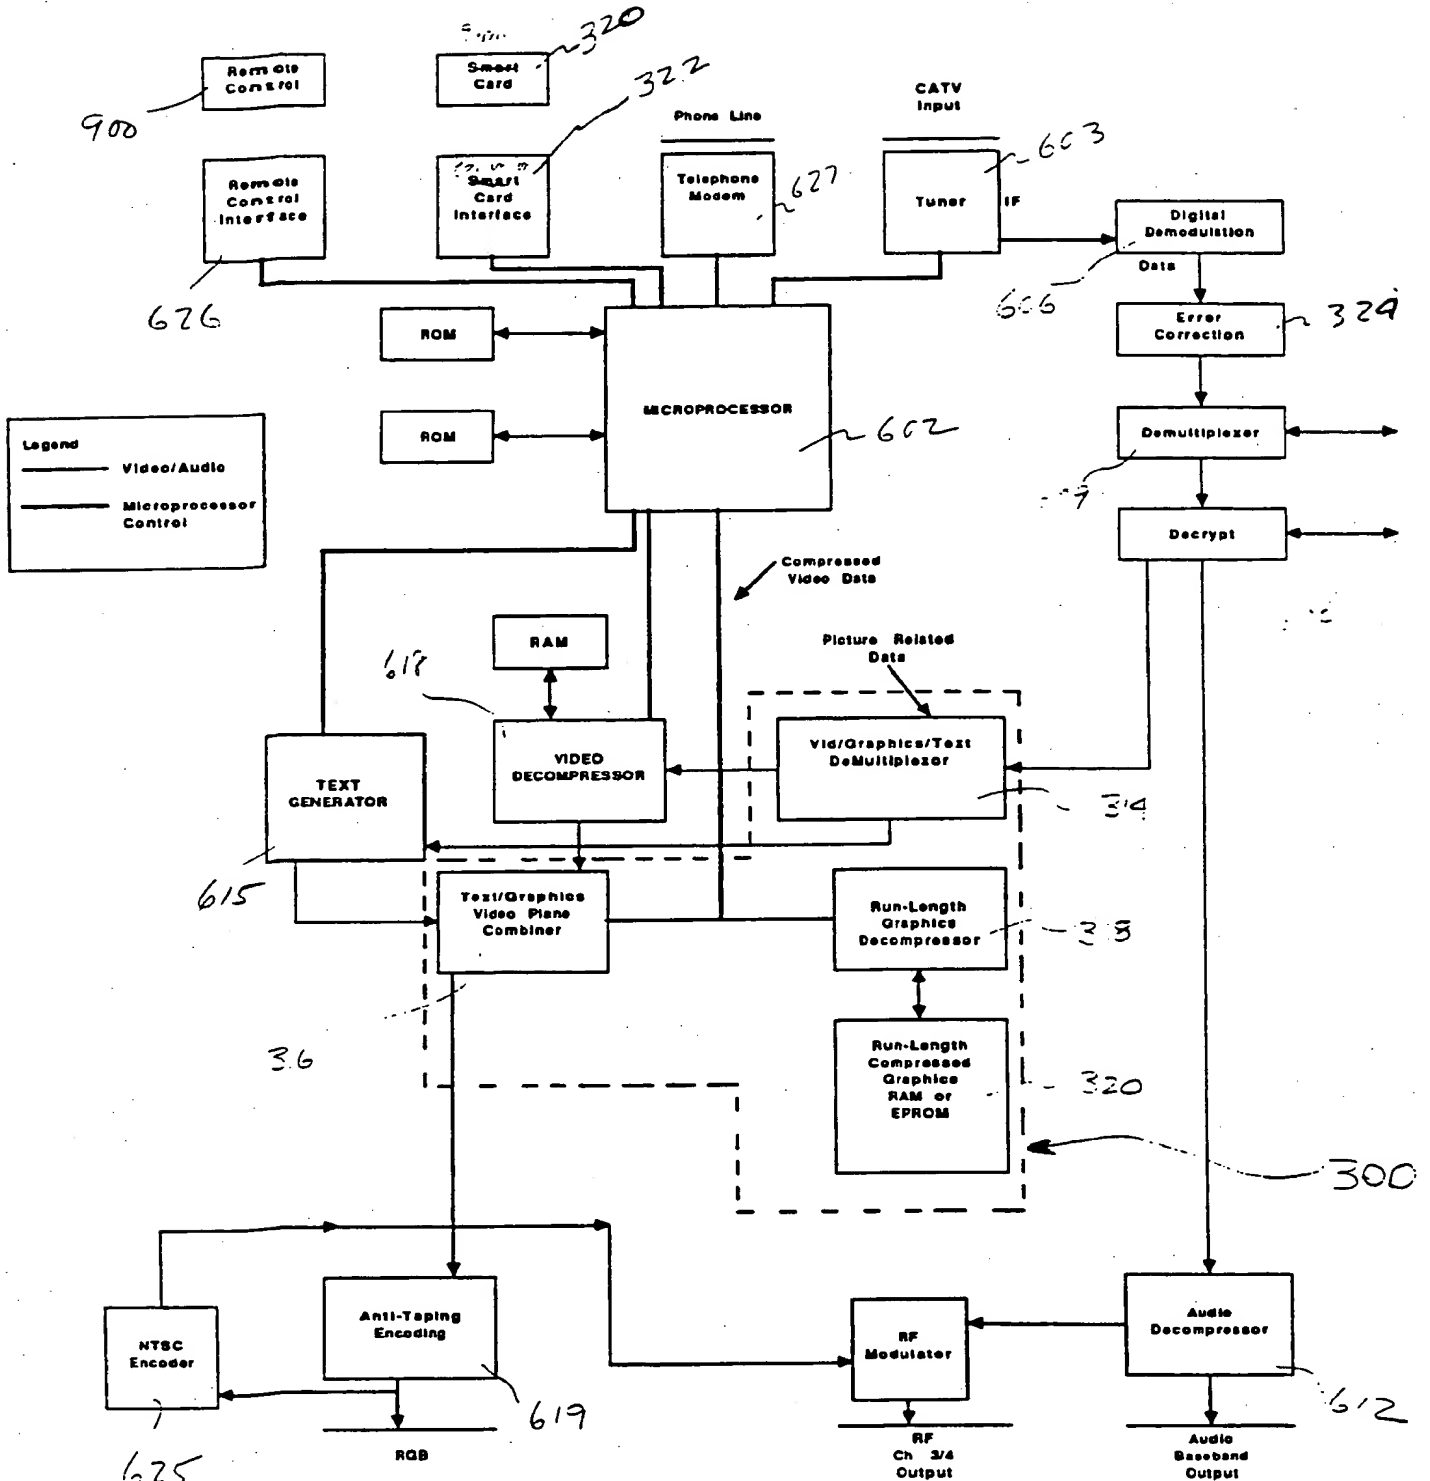 320
Remote
Control
Smart
Card
900
322
Phone Line
CATV
Input
603
Remote
Control
Interface
Smart
Card
Interface
Telephone
Modem
627
Tuner
IF
Digital
Demodulation
606
Data
626
ROM
Error
Correction
324
MICROPROCESSOR
602
ROM
Demultiplexer
Legend
Video/Audio
Microprocessor
Control
Decrypt
Compressed
Video Data
RAM
Picture Related
Data
618
VIDEO
DECOMPRESSOR
Vid/Graphics/Text
DeMultiplexor
314
TEXT
GENERATOR
615
Text/Graphics
Video Plane
Combiner
Run-Length
Graphics
Decompressor
Run-Length
Compressed
Graphics
RAM or
EPROM
320
300
Anti-Taping
Encoding
619
NTSC
Encoder
625
RF
Modulator
Audio
Decompressor
612
RGB
RF
Ch 3/4
Output
Audio
Baseband
Output